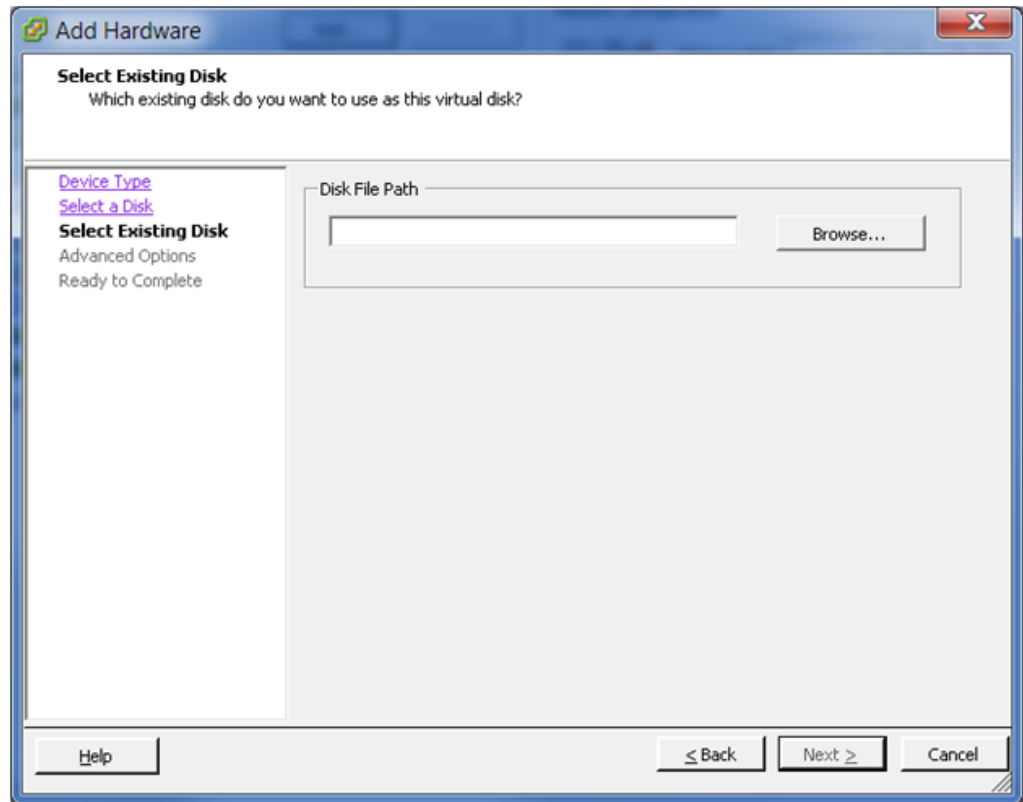 Add Hardware
Select Existing Disk
Which existing disk do you want to use as this virtual disk?
Device Type
Select a Disk
Select Existing Disk
Advanced Options
Ready to Complete
Disk File Path
Browse...
Help
< Back
Next >
Cancel